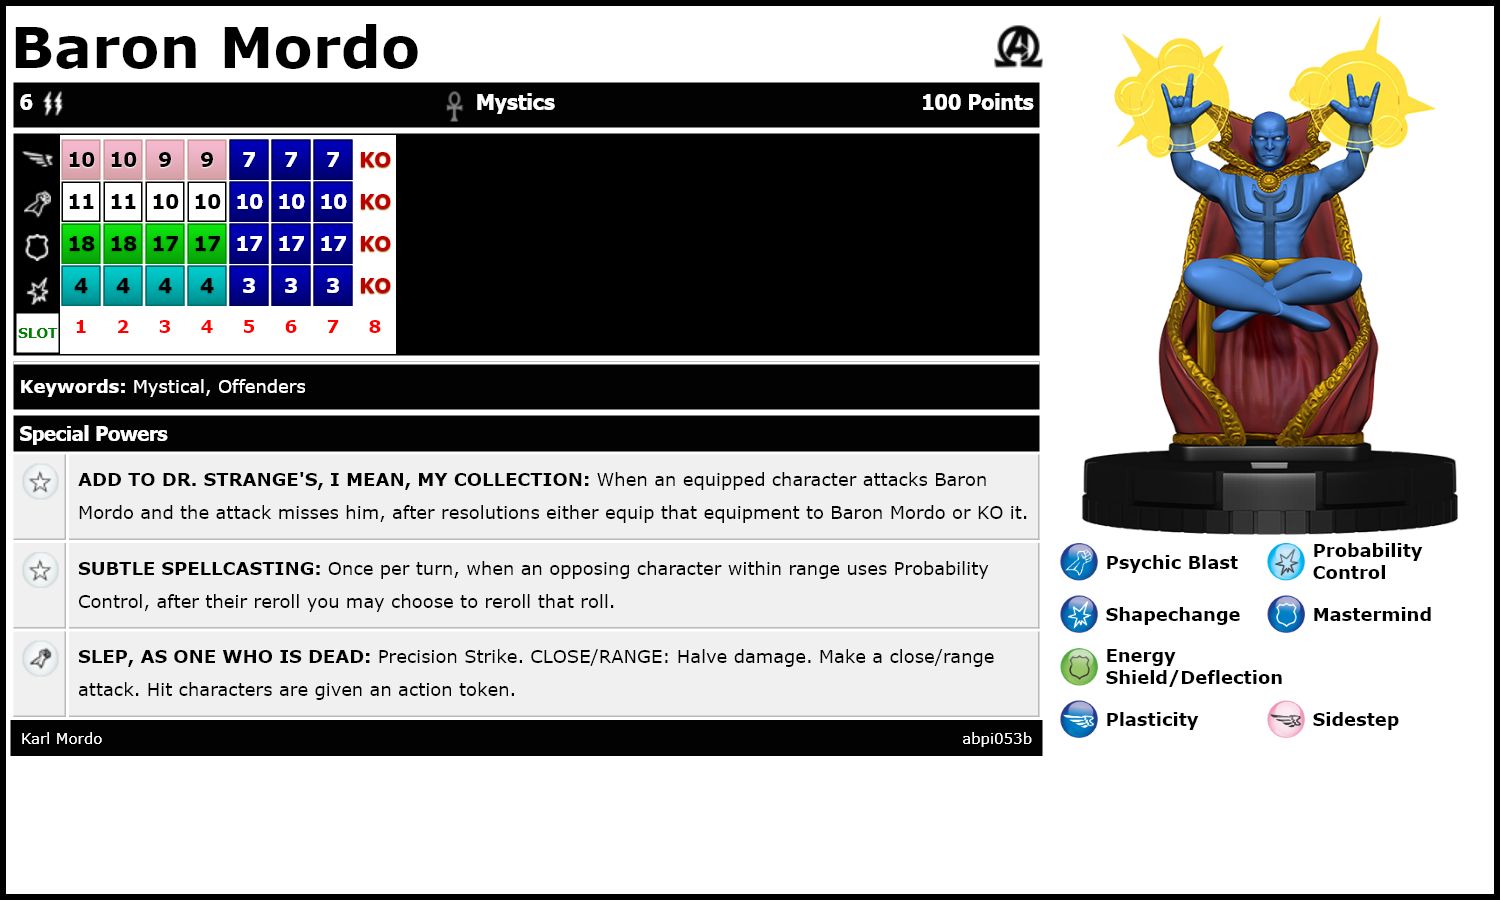 Baron Mordo
6 Mystics 100 Points
10 10 9 9 7 7 7 KO
11 11 10 10 10 10 10 KO
18 18 17 17 17 17 17 KO
4 4 4 4 3 3 3 KO
SLOT 1 2 3 4 5 6 7 8
Keywords: Mystical, Offenders
Special Powers
ADD TO DR. STRANGE'S, I MEAN, MY COLLECTION: When an equipped character attacks Baron
Mordo and the attack misses him, after resolutions either equip that equipment to Baron Mordo or KO it.
SUBTLE SPELLCASTING: Once per turn, when an opposing character within range uses Probability
Control, after their reroll you may choose to reroll that roll.
SLEP, AS ONE WHO IS DEAD: Precision Strike. CLOSE/RANGE: Halve damage. Make a close/range
attack. Hit characters are given an action token.
Karl Mordo abpi053b
Psychic Blast
Probability
Control
Shapechange
Mastermind
Energy
Shield/Deflection
Plasticity
Sidestep